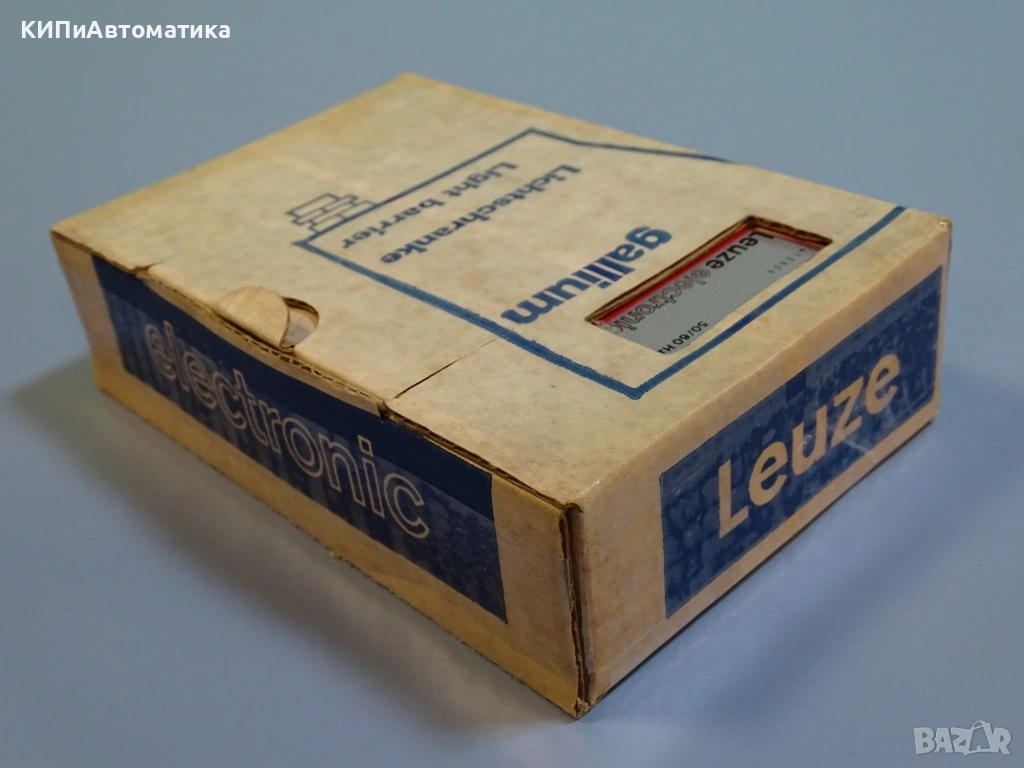 КИПиАвтоматика
Lichtschranke
Light barrier
gallium
Leuze electronic
50/60 Hz
electronic
Leuze
BAZAR